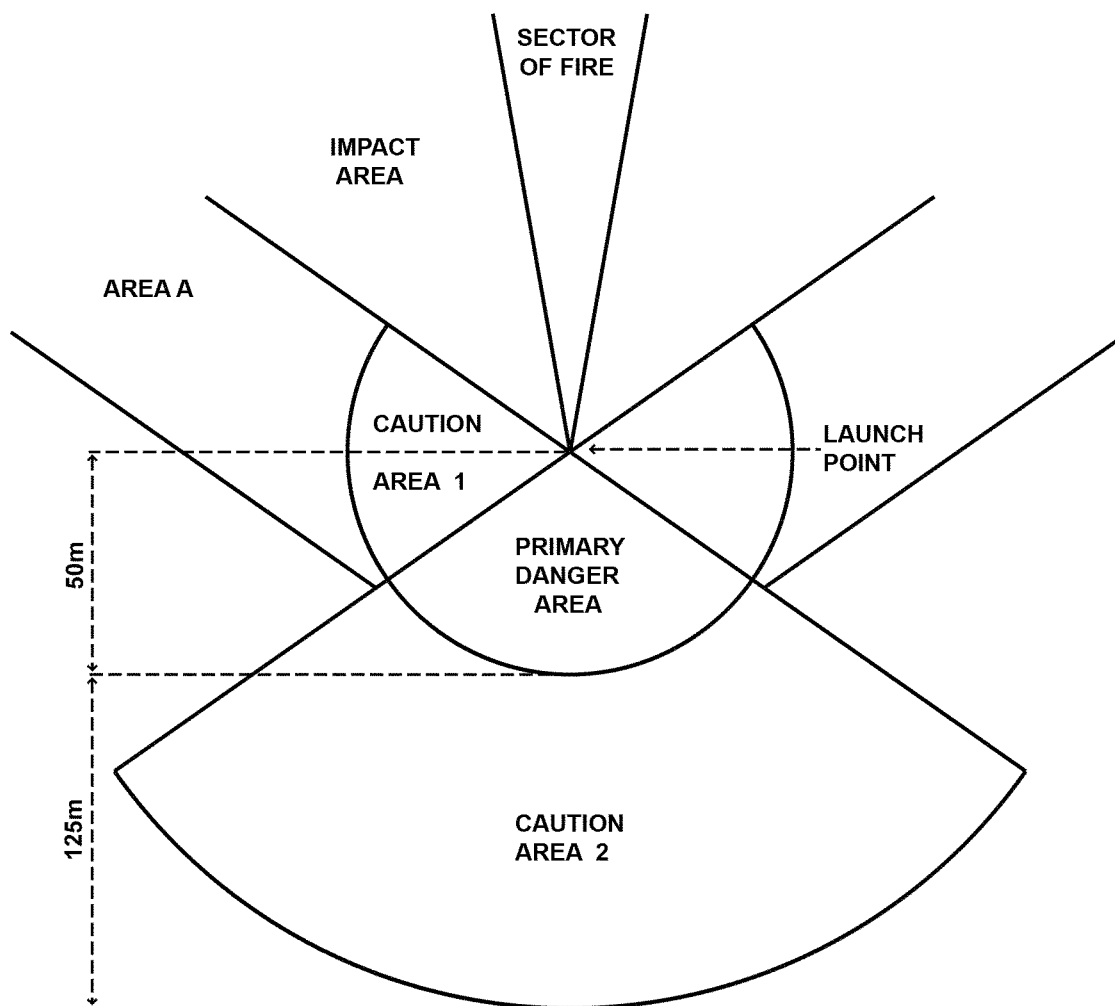 SECTOR
OF FIRE
IMPACT
AREA
AREA A
CAUTION
AREA 1
LAUNCH
POINT
PRIMARY
DANGER
AREA
50m
125m
CAUTION
AREA 2